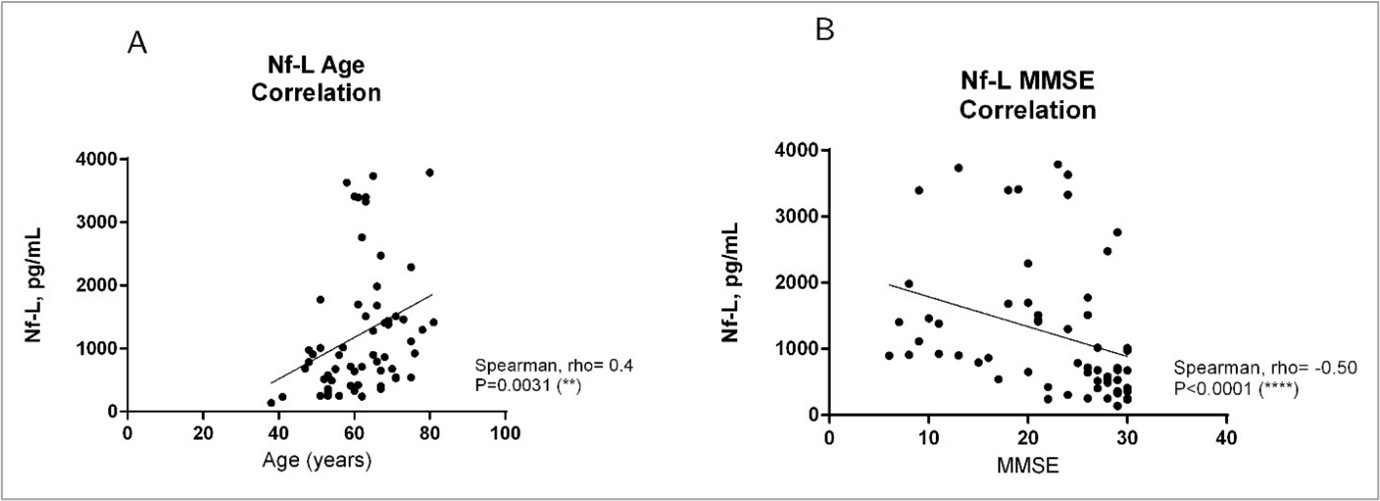 A
Nf-L Age
Correlation
Nf-L, pg/mL
4000
3000
2000
1000
0
0 20 40 60 80 100
Age (years)
Spearman, rho= 0.4
P=0.0031 (**)
B
Nf-L MMSE
Correlation
Nf-L, pg/mL
4000
3000
2000
1000
0
0 10 20 30 40
MMSE
Spearman, rho= -0.50
P<0.0001 (****)